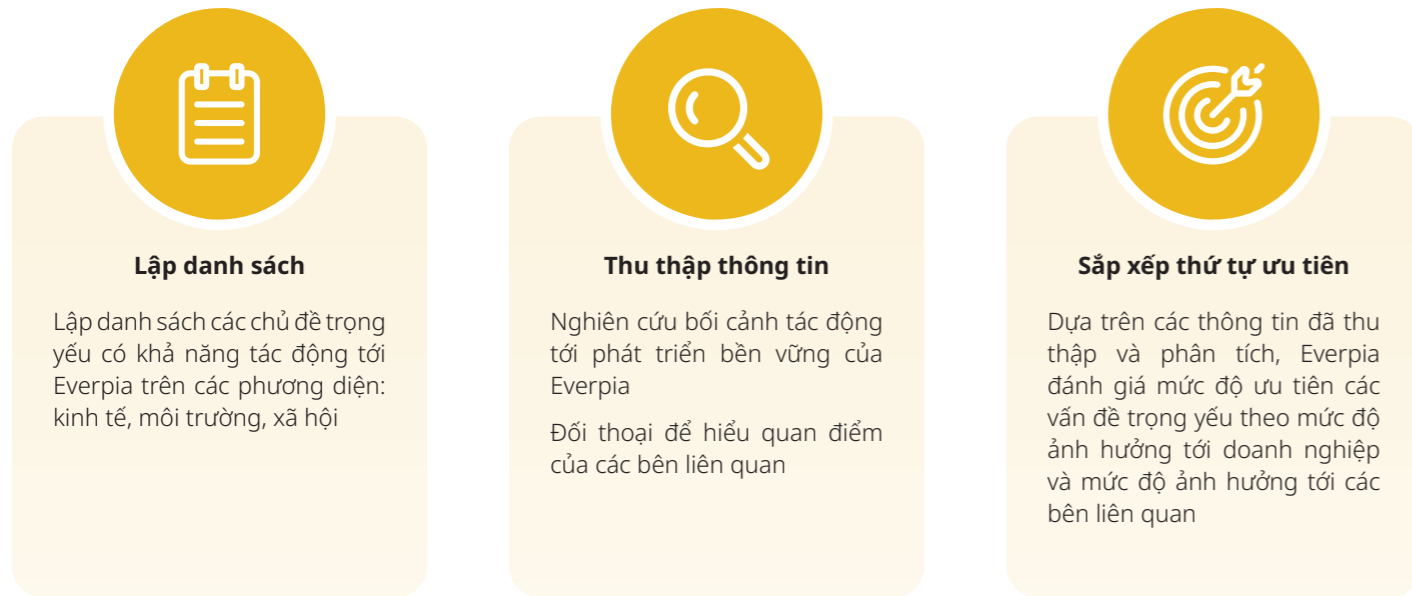 Lập danh sách
Lập danh sách các chủ đề trọng
yếu có khả năng tác động tới
Everpia trên các phương diện:
kinh tế, môi trường, xã hội
Thu thập thông tin
Nghiên cứu bối cảnh tác động
tới phát triển bền vững của
Everpia
Đối thoại để hiểu quan điểm
của các bên liên quan
Sắp xếp thứ tự ưu tiên
Dựa trên các thông tin đã thu
thập và phân tích, Everpia
đánh giá mức độ ưu tiên các
vấn đề trọng yếu theo mức độ
ảnh hưởng tới doanh nghiệp
và mức độ ảnh hưởng tới các
bên liên quan